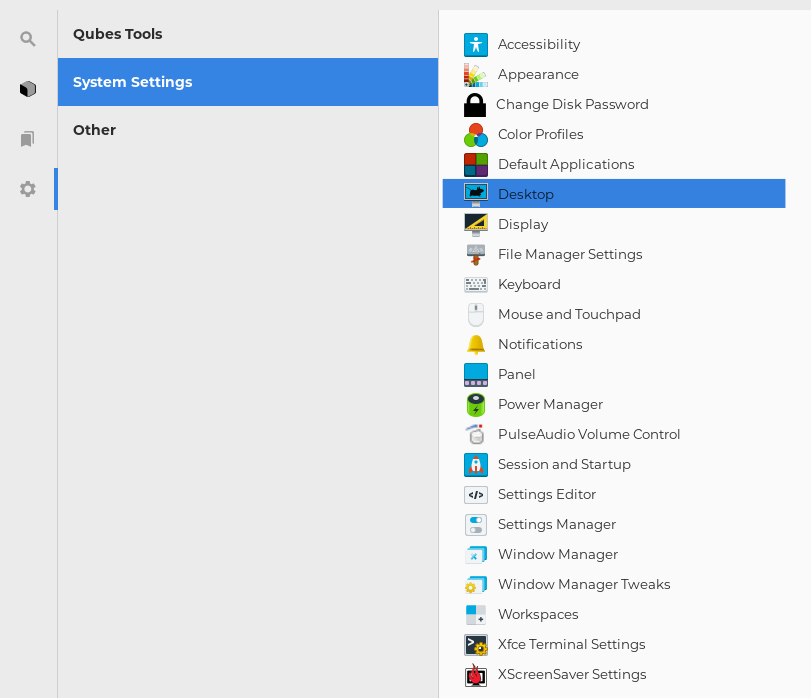 Qubes Tools
System Settings
Other
Accessibility
Appearance
Change Disk Password
Color Profiles
Default Applications
Desktop
Display
File Manager Settings
Keyboard
Mouse and Touchpad
Notifications
Panel
Power Manager
PulseAudio Volume Control
Session and Startup
Settings Editor
Settings Manager
Window Manager
Window Manager Tweaks
Workspaces
Xfce Terminal Settings
XScreenSaver Settings